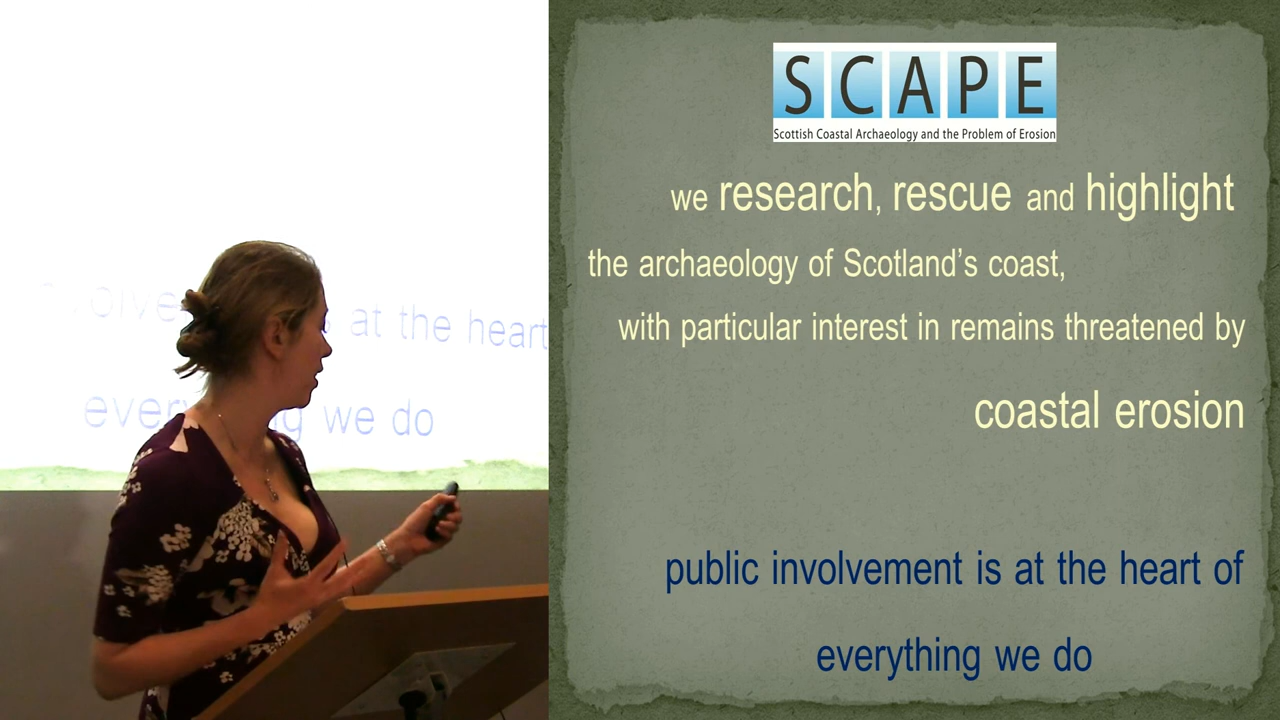 SCAPE
Scottish Coastal Archaeology and the Problem of Erosion
we research, rescue and highlight
the archaeology of Scotland's coast,
with particular interest in remains threatened by
coastal erosion
public involvement is at the heart of
everything we do
at the heart
we do